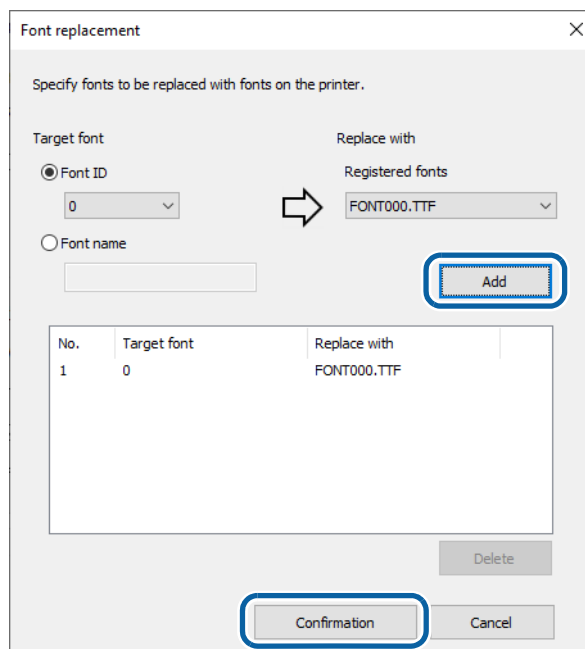 Font replacement
Specify fonts to be replaced with fonts on the printer.
Target font
Replace with
Font ID
Registered fonts
0
FONT000.TTF
Font name
Add
No. Target font Replace with
1 0 FONT000.TTF
Delete
Confirmation Cancel